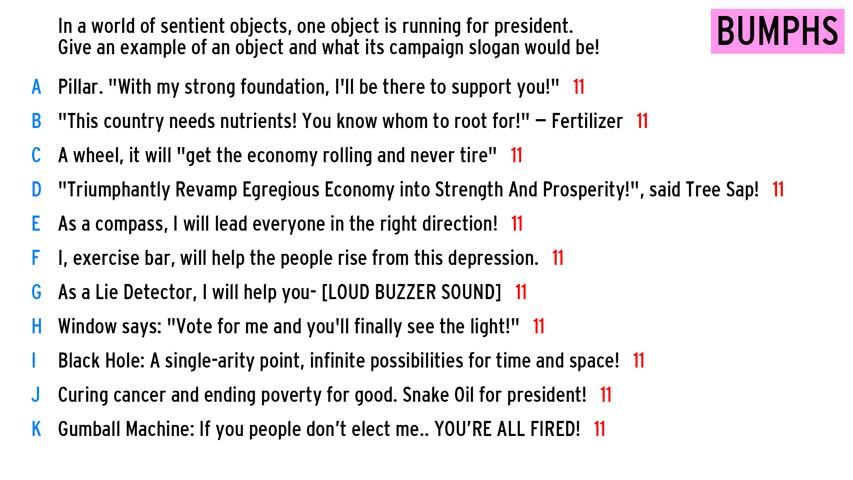 In a world of sentient objects, one object is running for president.
Give an example of an object and what its campaign slogan would be!
BUMPHS
A Pillar. "With my strong foundation, I'll be there to support you!" 11
B "This country needs nutrients! You know whom to root for!" – Fertilizer 11
C A wheel, it will "get the economy rolling and never tire" 11
D "Triumphantly Revamp Egregious Economy into Strength And Prosperity!", said Tree Sap! 11
E As a compass, I will lead everyone in the right direction! 11
F I, exercise bar, will help the people rise from this depression. 11
G As a Lie Detector, I will help you- [LOUD BUZZER SOUND] 11
H Window says: "Vote for me and you'll finally see the light!" 11
I Black Hole: A single-arity point, infinite possibilities for time and space! 11
J Curing cancer and ending poverty for good. Snake Oil for president! 11
K Gumball Machine: If you people don’t elect me.. YOU’RE ALL FIRED! 11